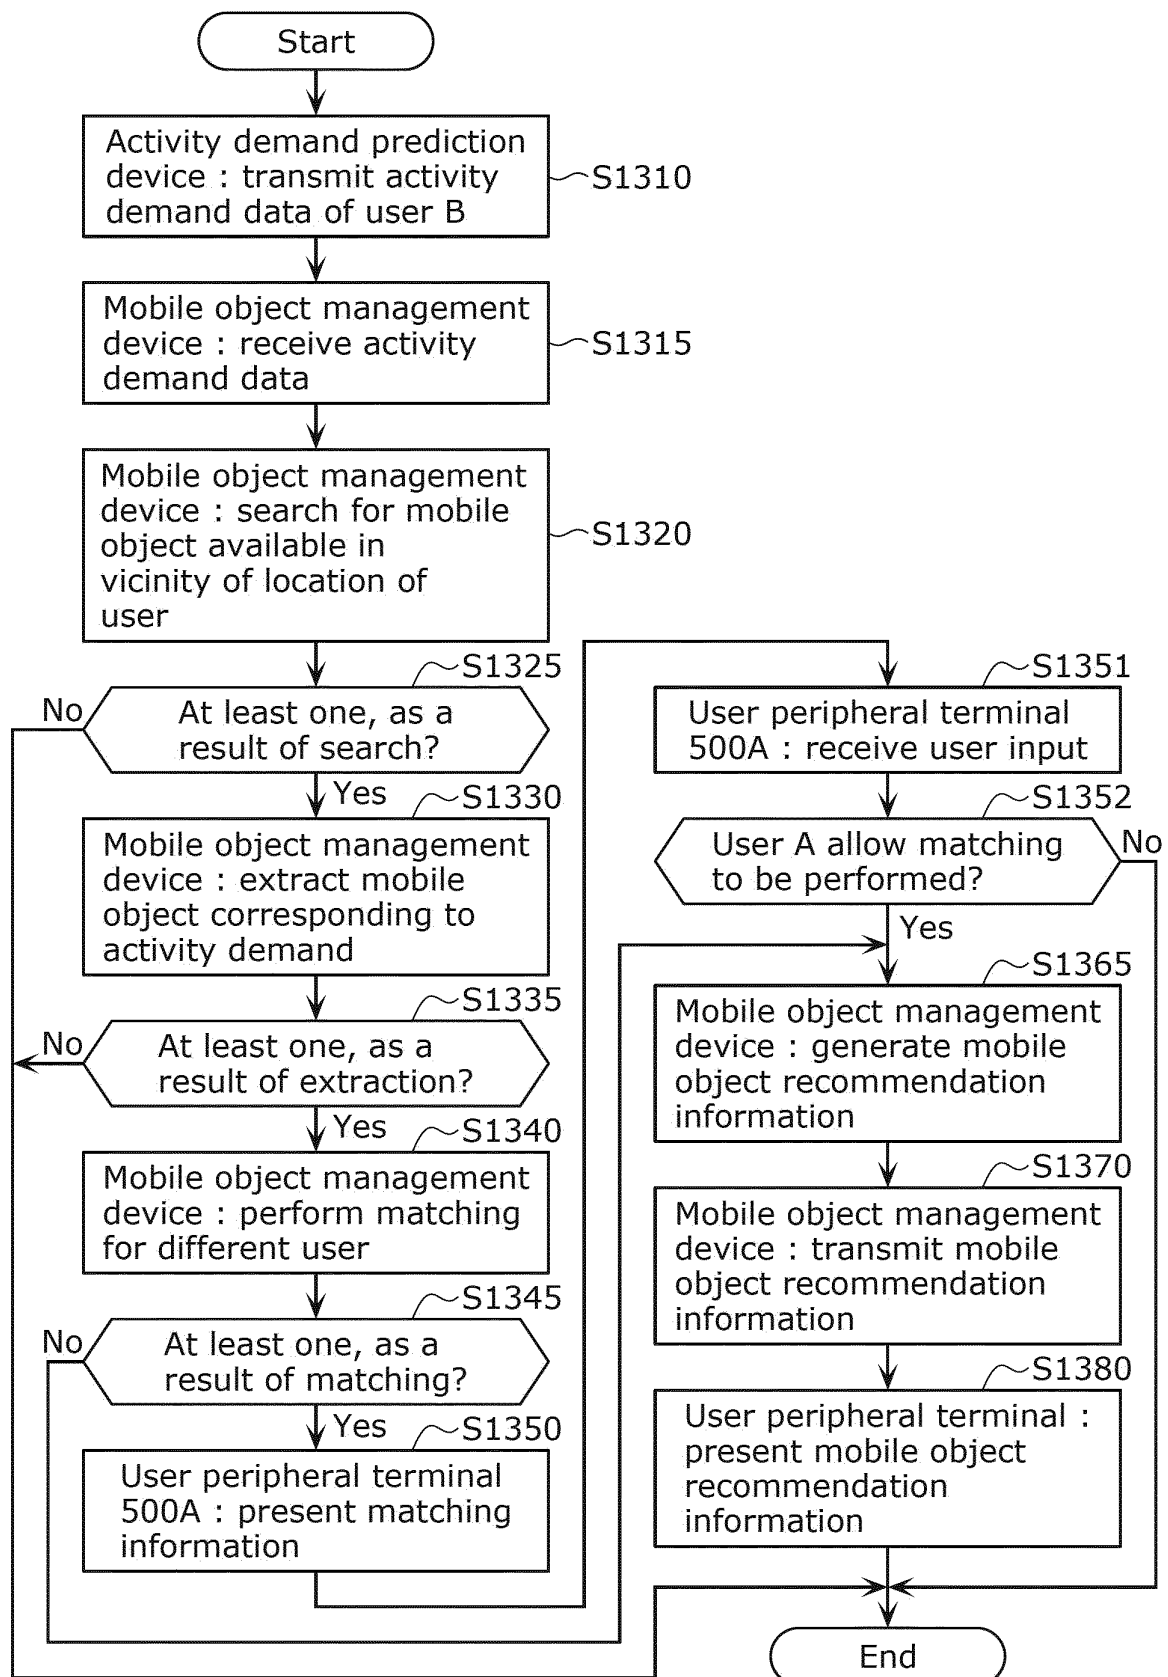 Start
Activity demand prediction
device : transmit activity
demand data of user B
S1310
Mobile object management
device : receive activity
demand data
S1315
Mobile object management
device : search for mobile
object available in
vicinity of location of
user
S1320
S1325
No
At least one, as a
result of search?
Yes
S1330
Mobile object management
device : extract mobile
object corresponding to
activity demand
S1335
No
At least one, as a
result of extraction?
Yes
S1340
Mobile object management
device : perform matching
for different user
S1345
No
At least one, as a
result of matching?
Yes
S1350
User peripheral terminal
500A : present matching
information
S1351
User peripheral terminal
500A : receive user input
S1352
User A allow matching
to be performed?
No
Yes
S1365
Mobile object management
device : generate mobile
object recommendation
information
S1370
Mobile object management
device : transmit mobile
object recommendation
information
S1380
User peripheral terminal :
present mobile object
recommendation
information
End